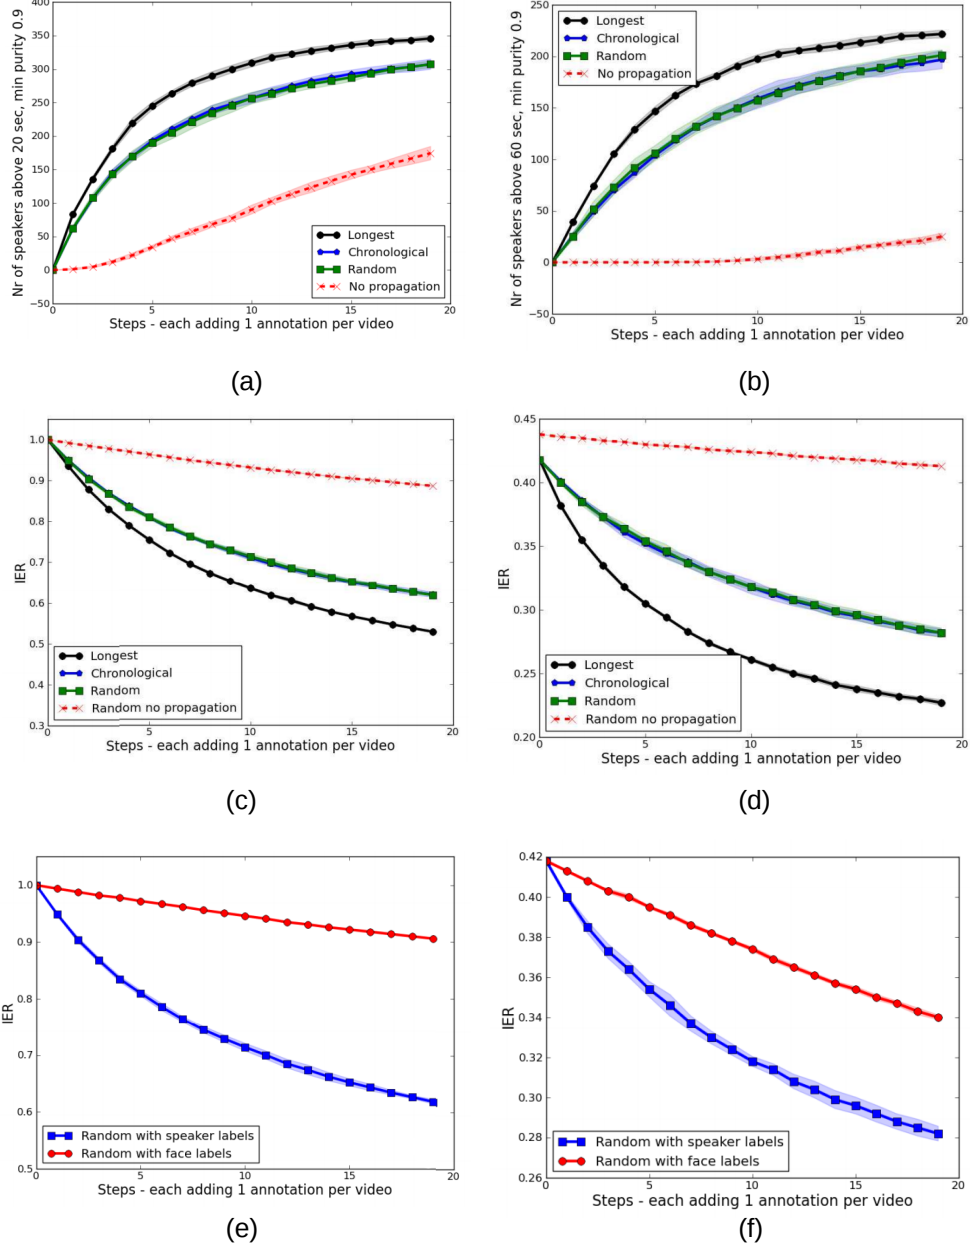 400
350
300
250
200
150
100
50
0
−50
Nr of speakers above 20 sec, min purity 0.9
Longest
Chronological
Random
No propagation
0
5
10
15
20
Steps - each adding 1 annotation per video
(a)
250
200
150
100
50
0
−50
Nr of speakers above 60 sec, min purity 0.9
Longest
Chronological
Random
No propagation
0
5
10
15
20
Steps - each adding 1 annotation per video
(b)
1.0
0.9
0.8
0.7
0.6
0.5
0.4
0.3
IER
Longest
Chronological
Random
Random no propagation
0
5
10
15
20
Steps - each adding 1 annotation per video
(c)
0.45
0.40
0.35
0.30
0.25
0.20
IER
Longest
Chronological
Random
Random no propagation
0
5
10
15
20
Steps - each adding 1 annotation per video
(d)
1.0
0.9
0.8
0.7
0.6
0.5
IER
Random with speaker labels
Random with face labels
0
5
10
15
20
Steps - each adding 1 annotation per video
(e)
0.42
0.40
0.38
0.36
0.34
0.32
0.30
0.28
0.26
IER
Random with speaker labels
Random with face labels
0
5
10
15
20
Steps - each adding 1 annotation per video
(f)